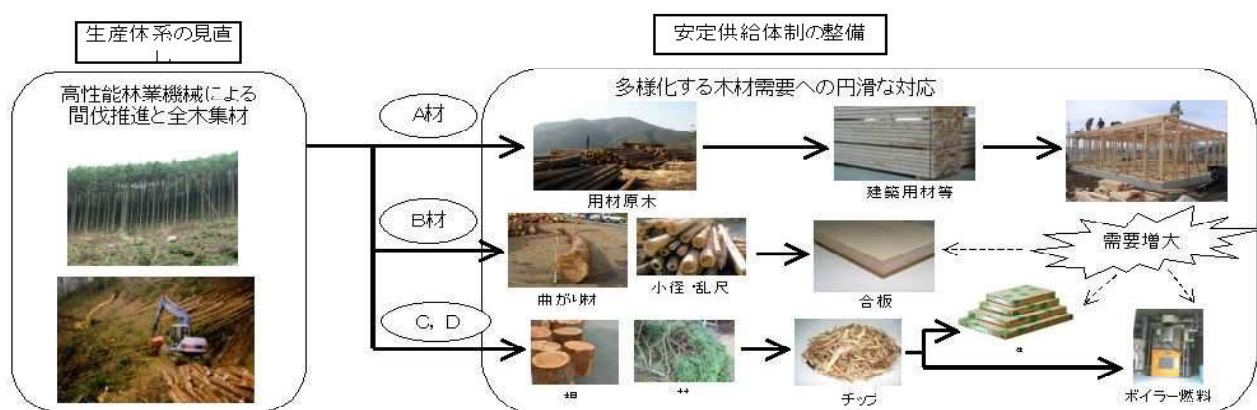 生産体系の見直
安定供給体制の整備
高性能林業機械による
間伐推進と全木集材
多様化する木材需要への円滑な対応
A材
用材原木
建築用材等
B材
需要増大
曲がり材
小径・乱尺
合板
C，D
チップ
ボイラー燃料